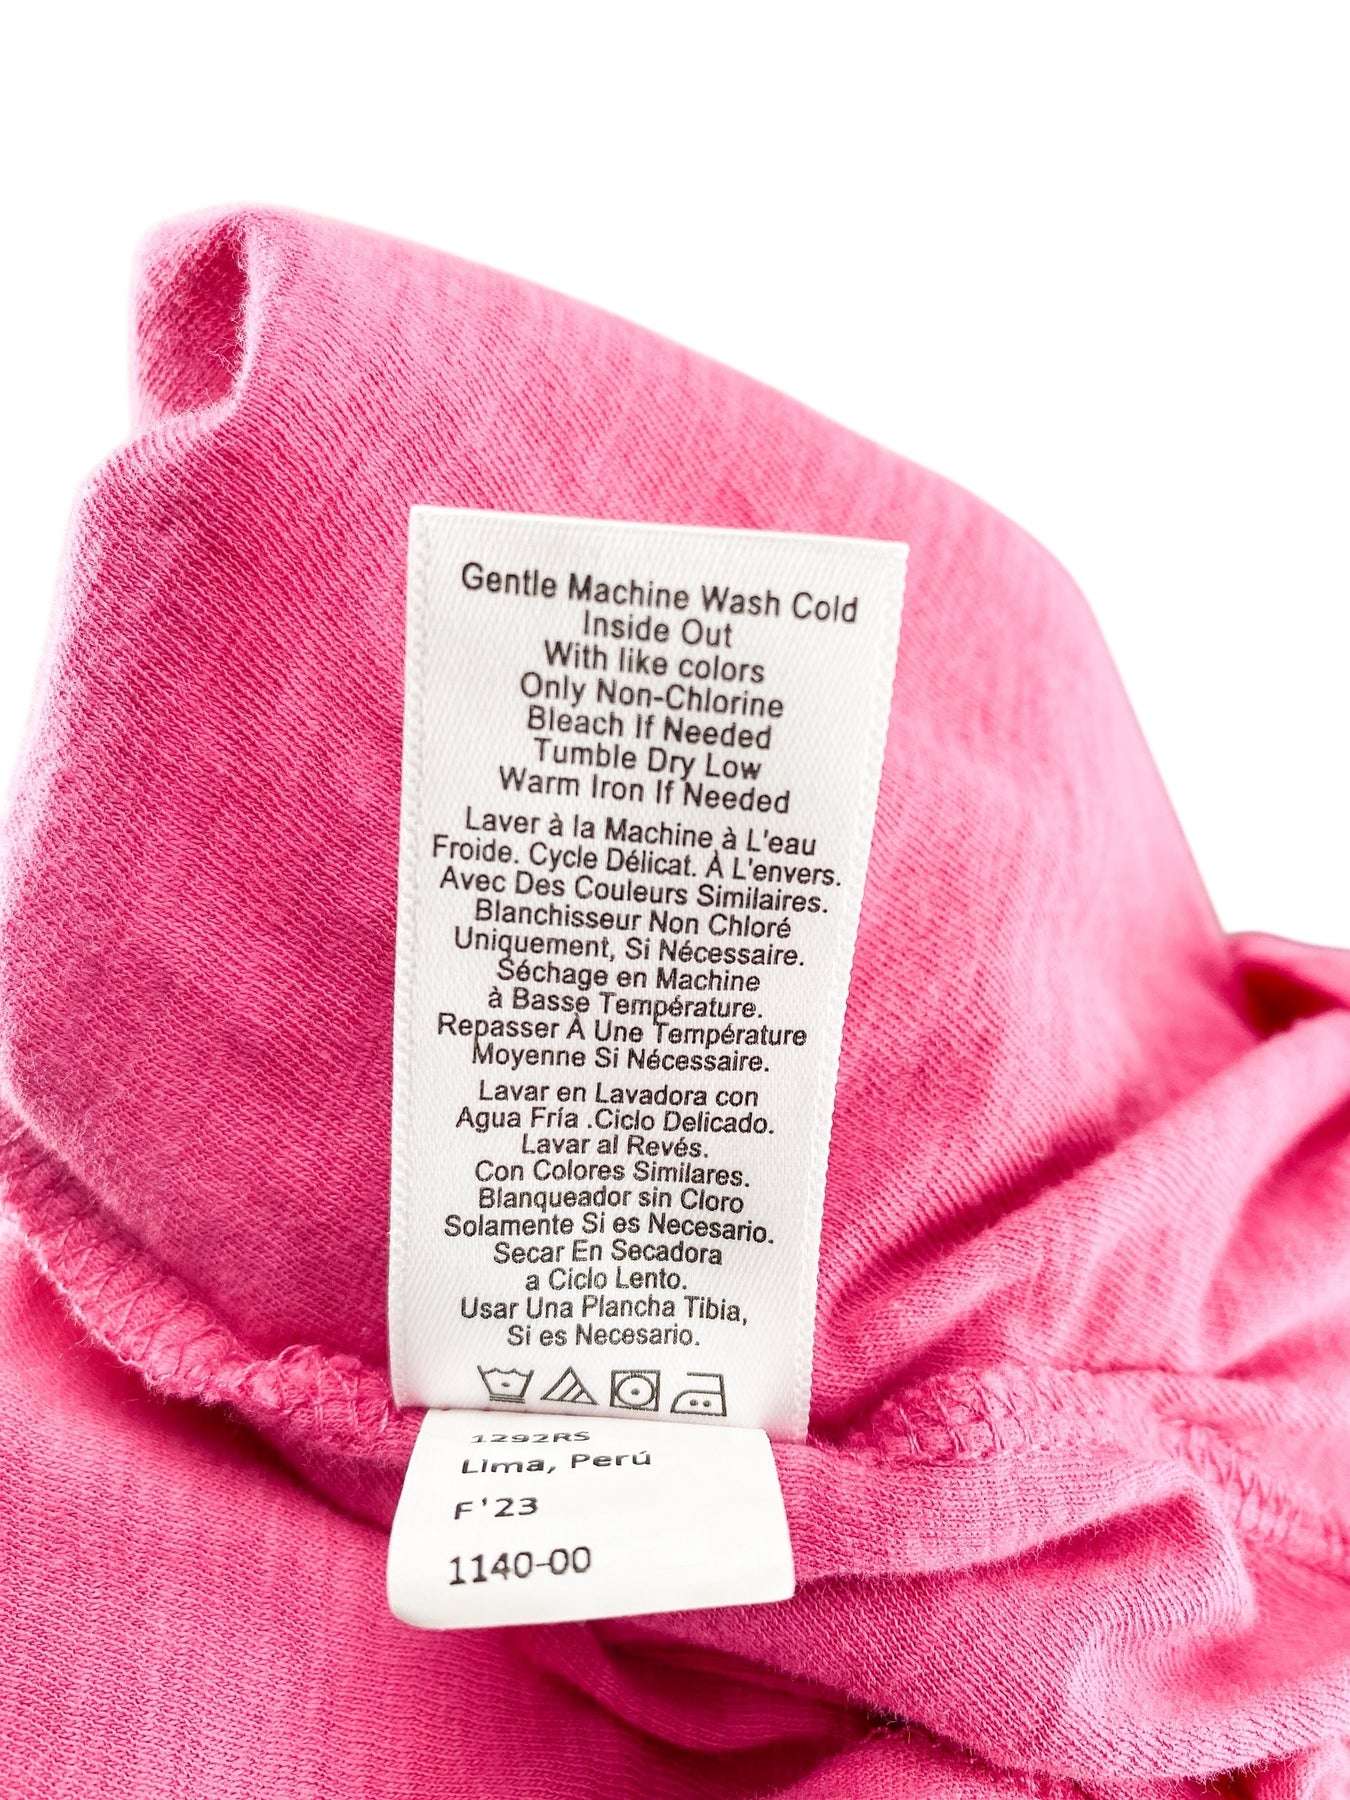 Gentle Machine Wash Cold
Inside Out
With like colors
Only Non-Chlorine
Bleach If Needed
Tumble Dry Low
Warm Iron If Needed
Laver à la Machine à L'eau
Froide. Cycle Délicat. À L'envers.
Avec Des Couleurs Similaires.
Blanchisseur Non Chloré
Uniquement, Si Nécessaire.
Séchage en Machine
à Basse Température.
Repasser À Une Température
Moyenne Si Nécessaire.
Lavar en Lavadora con
Agua Fría .Ciclo Delicado.
Lavar al Revés.
Con Colores Similares.
Blanqueador sin Cloro
Solamente Si es Necesario.
Secar En Secadora
a Ciclo Lento.
Usar Una Plancha Tibia,
Si es Necesario.
1292RS
Lima, Perú
F'23
1140-00